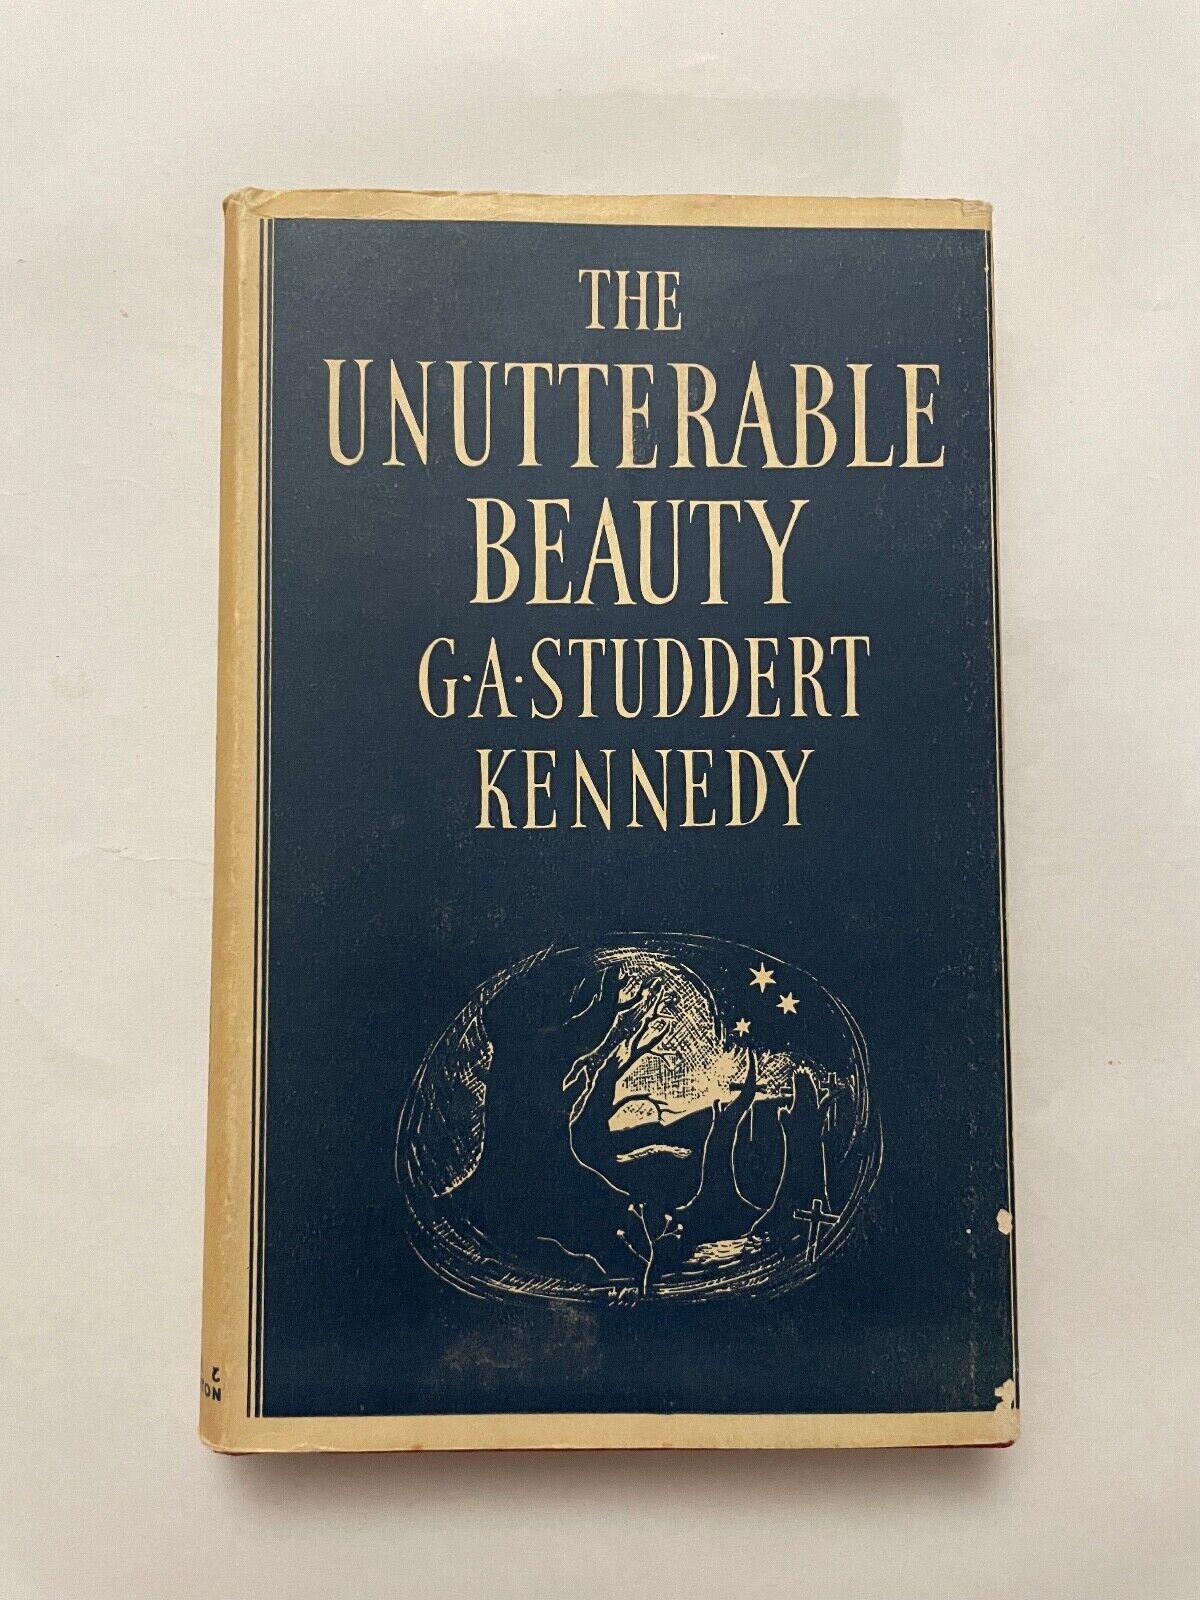 THE
UNUTTERABLE
BEAUTY
G·A·STUDDERT
KENNEDY